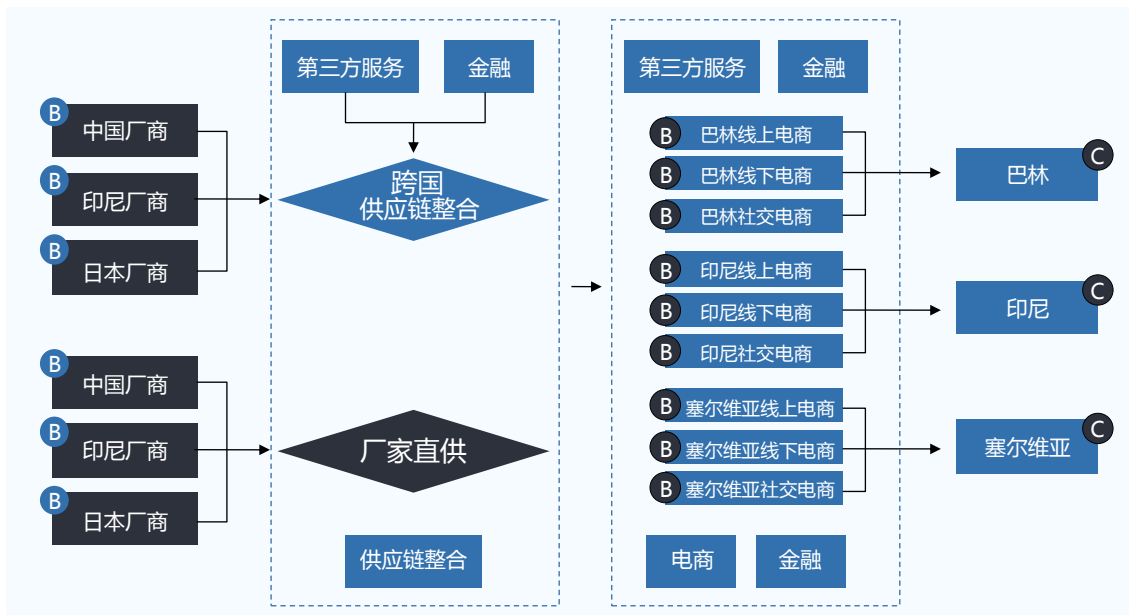 B
中国厂商
B
印尼厂商
B
日本厂商
B
中国厂商
B
印尼厂商
B
日本厂商
第三方服务
金融
跨国
供应链整合
厂家直供
供应链整合
第三方服务
金融
B
巴林线上电商
B
巴林线下电商
B
巴林社交电商
B
印尼线上电商
B
印尼线下电商
B
印尼社交电商
B
塞尔维亚线上电商
B
塞尔维亚线下电商
B
塞尔维亚社交电商
电商
金融
C
巴林
C
印尼
C
塞尔维亚